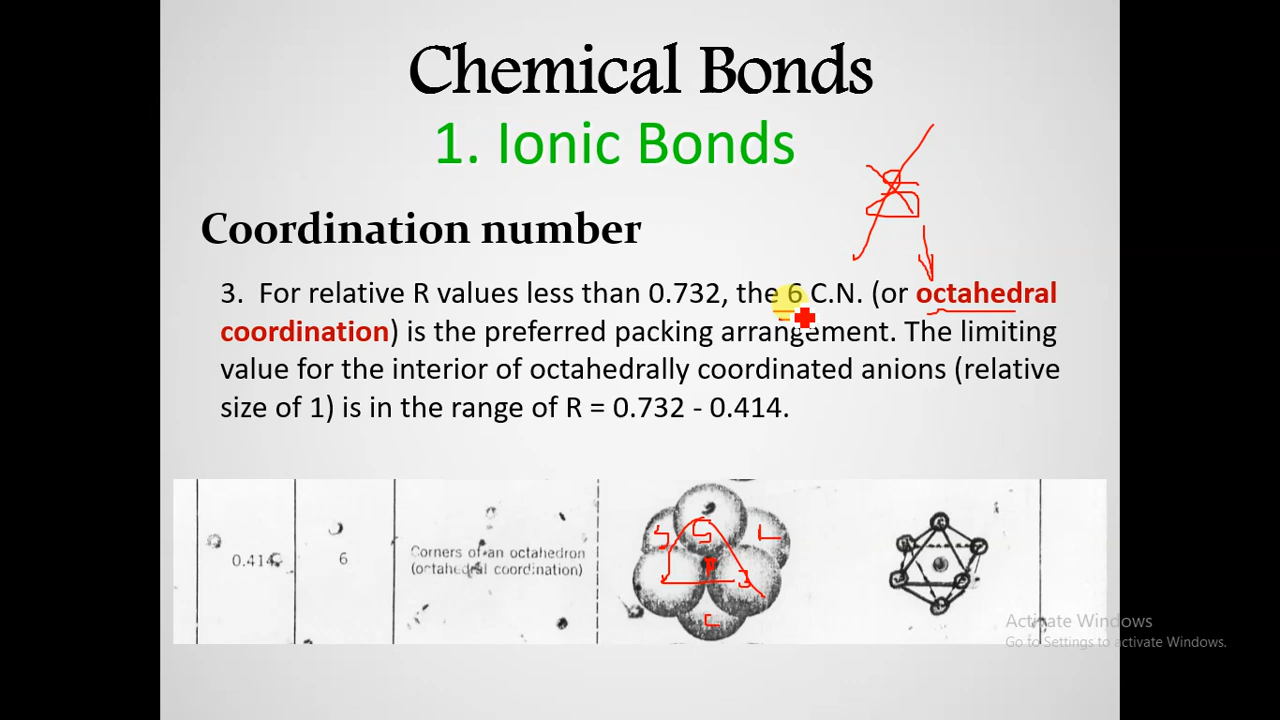 Chemical Bonds
1. Ionic Bonds
Coordination number
3. For relative R values less than 0.732, the 6 C.N. (or octahedral
coordination) is the preferred packing arrangement. The limiting
value for the interior of octahedrally coordinated anions (relative
size of 1) is in the range of R = 0.732 - 0.414.
0.414
6
Corners of an octahedron
(octahedral coordination)
3
Activate Windows
Go to Settings to activate Windows.